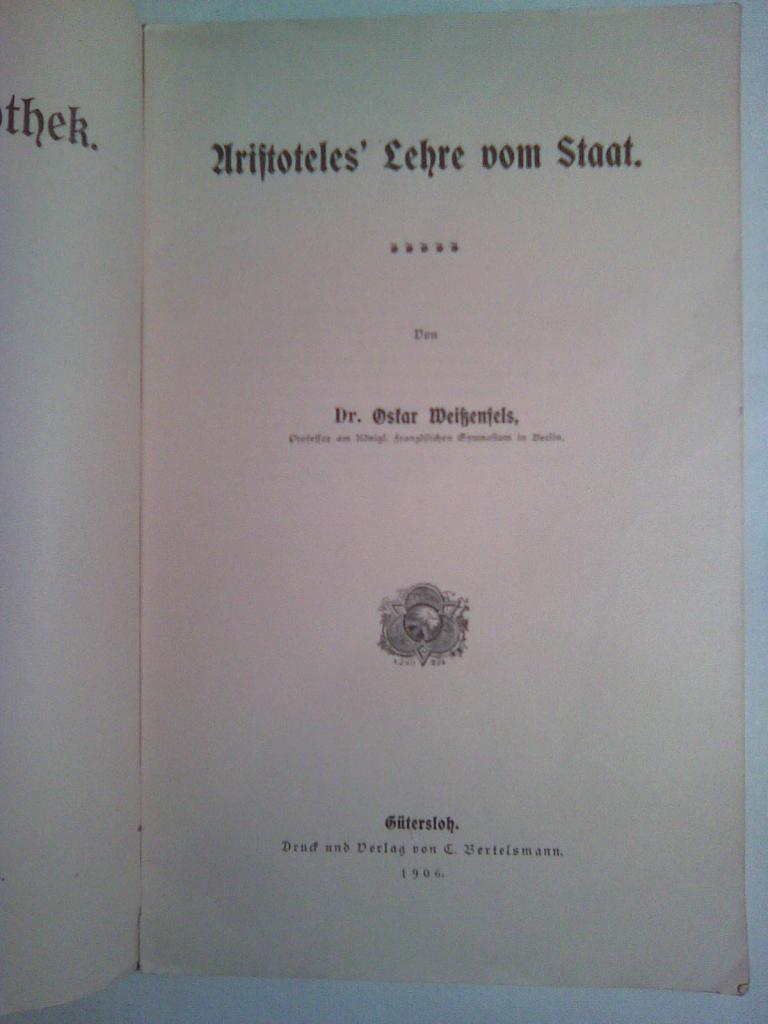 othek.
Aristoteles' Lehre vom Staat.
Von
Dr. Oskar Weißenfels,
Professor am Königl. Französischen Gymnasium in Berlin.
Gütersloh.
Druck und Verlag von C. Bertelsmann.
1906.